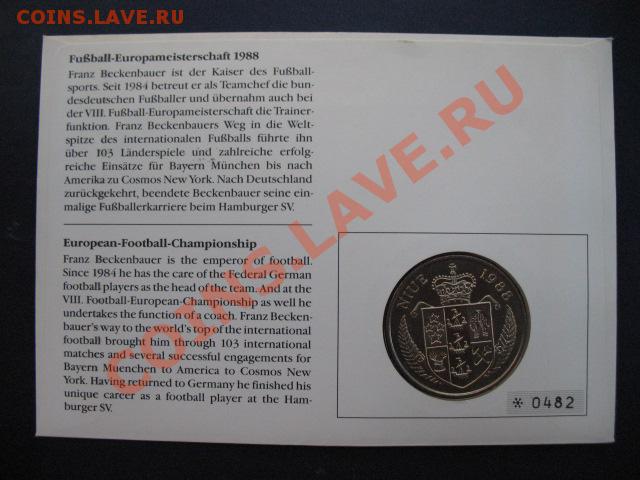 COINS.LAVE.RU
Fußball-Europameisterschaft 1988
Franz Beckenbauer ist der Kaiser des Fußball-
sports. Seit 1984 betreut er als Teamchef die bun-
desdeutschen Fußballer und übernahm auch bei
der VIII. Fußball-Europameisterschaft die Trainer-
funktion. Franz Beckenbauers Weg in die Welt-
spitze des internationalen Fußballs führte ihn
über 103 Länderspiele und zahlreiche erfolg-
reiche Einsätze für Bayern München bis nach
Amerika zu Cosmos New York. Nach Deutschland
zurückgekehrt, beendete Beckenbauer seine ein-
malige Fußballerkarriere beim Hamburger SV.
European-Football-Championship
Franz Beckenbauer is the emperor of football.
Since 1984 he has the care of the Federal German
football players as the head of the team. And at the
VIII. Football-European-Championship as well he
undertakes the function of a coach. Franz Becken-
bauer's way to the world's top of the international
football brought him through 103 international
matches and several successful engagements for
Bayern Muenchen to America to Cosmos New
York. Having returned to Germany he finished his
unique career as a football player at the Ham-
burger SV.
NIUE 1988
* 0482
COINS.LAVE.RU
COINS.LAVE.RU